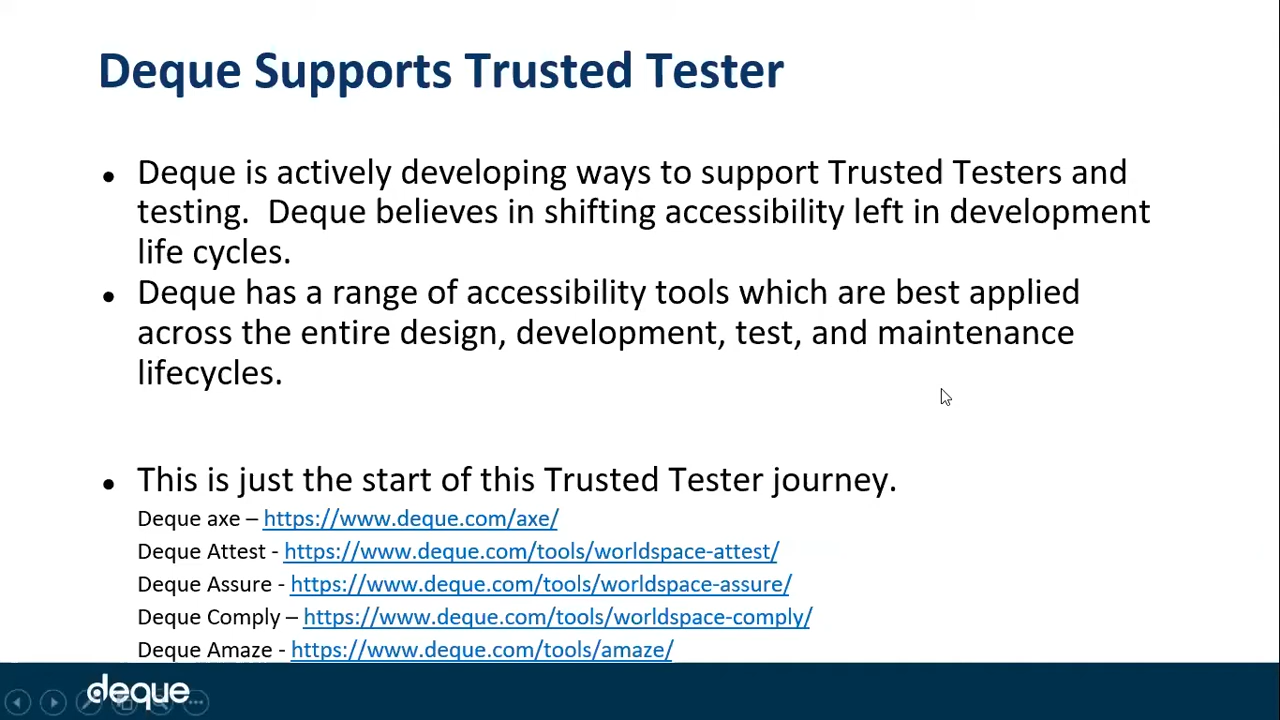 Deque Supports Trusted Tester
• Deque is actively developing ways to support Trusted Testers and
testing.  Deque believes in shifting accessibility left in development
life cycles.
• Deque has a range of accessibility tools which are best applied
across the entire design, development, test, and maintenance
lifecycles.
• This is just the start of this Trusted Tester journey.
Deque axe – https://www.deque.com/axe/
Deque Attest - https://www.deque.com/tools/worldspace-attest/
Deque Assure - https://www.deque.com/tools/worldspace-assure/
Deque Comply – https://www.deque.com/tools/worldspace-comply/
Deque Amaze - https://www.deque.com/tools/amaze/
deque